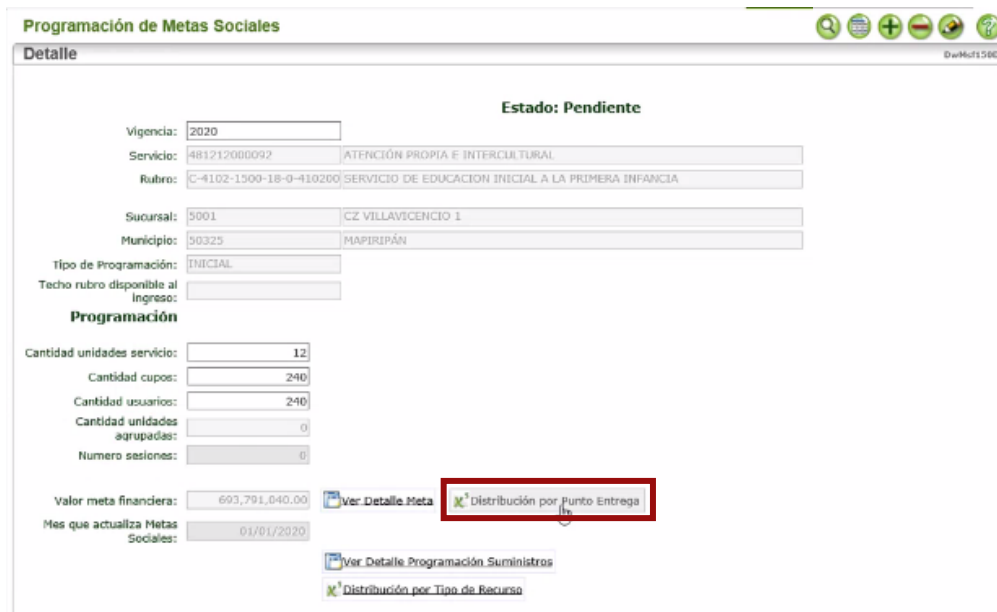 Programación de Metas Sociales
Detalle
DwMsf1500
Estado: Pendiente
Vigencia: 2020
Servicio: 481212000092 ATENCIÓN PROPIA E INTERCULTURAL
Rubro: C-4102-1500-18-0-410200 SERVICIO DE EDUCACION INICIAL A LA PRIMERA INFANCIA
Sucursal: 5001 CZ VILLAVICENCIO 1
Municipio: 50325 MAPIRIPÁN
Tipo de Programación: INICIAL
Techo rubro disponible al
ingreso:
Programación
Cantidad unidades servicio: 12
Cantidad cupos: 240
Cantidad usuarios: 240
Cantidad unidades
agrupadas: 0
Numero sesiones: 0
Valor meta financiera: 693,791,040.00 Ver Detalle Meta Distribución por Punto Entrega
Mes que actualiza Metas
Sociales: 01/01/2020
Ver Detalle Programación Suministros
Distribución por Tipo de Recurso